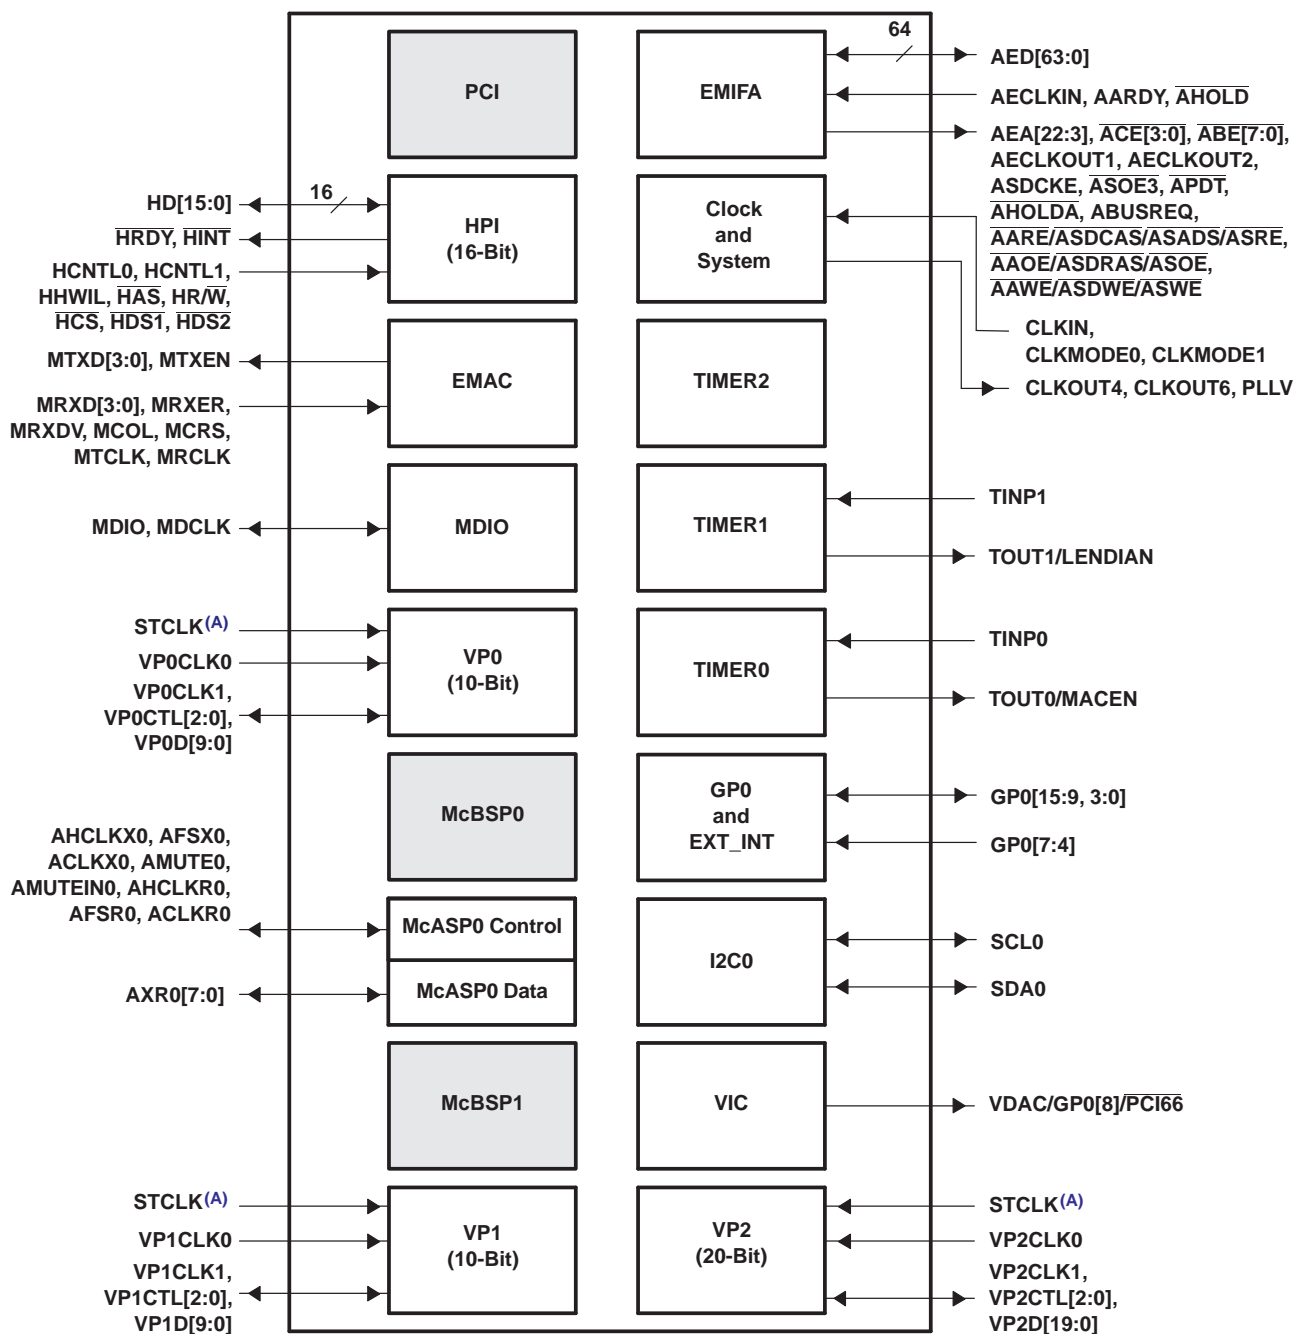 PCI
HD[15:0]
16
HPI
(16-Bit)
HRDY, HINT
HCNTL0, HCNTL1,
HHWIL, HAS, HR/W,
HCS, HDS1, HDS2
MTXD[3:0], MTXEN
EMAC
MRXD[3:0], MRXER,
MRXDV, MCOL, MCRS,
MTCLK, MRCLK
MDIO, MDCLK
MDIO
STCLK(A)
VP0CLK0
VP0CLK1,
VP0CTL[2:0],
VP0D[9:0]
VP0
(10-Bit)
McBSP0
AHCLKX0, AFSX0,
ACLKX0, AMUTE0,
AMUTEIN0, AHCLKR0,
AFSR0, ACLKR0
McASP0 Control
AXR0[7:0]
McASP0 Data
McBSP1
STCLK(A)
VP1CLK0
VP1CLK1,
VP1CTL[2:0],
VP1D[9:0]
VP1
(10-Bit)
EMIFA
64
AED[63:0]
AECLKIN, AARDY, AHOLD
AEA[22:3], ACE[3:0], ABE[7:0],
AECLKOUT1, AECLKOUT2,
ASDCKE, ASOE3, APDT,
AHOLDA, ABUSREQ,
AARE/ASDCAS/ASADS/ASRE,
AAOE/ASDRAS/ASOE,
AAWE/ASDWE/ASWE
Clock
and
System
CLKIN,
CLKMODE0, CLKMODE1
CLKOUT4, CLKOUT6, PLLV
TIMER2
TIMER1
TINP1
TOUT1/LENDIAN
TIMER0
TINP0
TOUT0/MACEN
GP0
and
EXT_INT
GP0[15:9, 3:0]
GP0[7:4]
I2C0
SCL0
SDA0
VIC
VDAC/GP0[8]/PCI66
VP2
(20-Bit)
STCLK(A)
VP2CLK0
VP2CLK1,
VP2CTL[2:0],
VP2D[19:0]